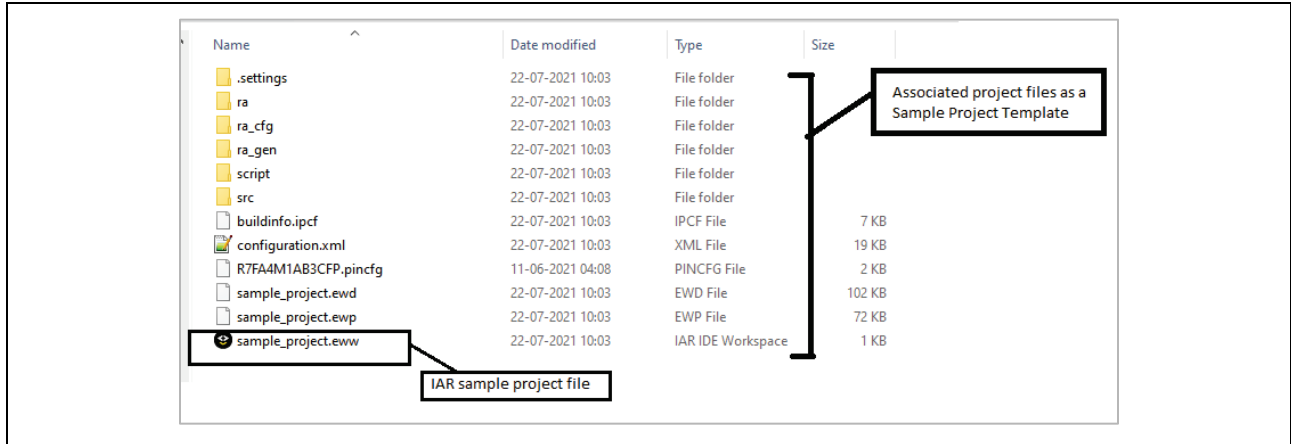 Name Date modified Type Size
.settings 22-07-2021 10:03 File folder
ra 22-07-2021 10:03 File folder
ra_cfg 22-07-2021 10:03 File folder
ra_gen 22-07-2021 10:03 File folder
script 22-07-2021 10:03 File folder
src 22-07-2021 10:03 File folder
buildinfo.ipcf 22-07-2021 10:03 IPCF File 7 KB
configuration.xml 22-07-2021 10:03 XML File 19 KB
R7FA4M1AB3CFP.pincfg 11-06-2021 04:08 PINCFG File 2 KB
sample_project.ewd 22-07-2021 10:03 EWD File 102 KB
sample_project.ewp 22-07-2021 10:03 EWP File 72 KB
sample_project.eww 22-07-2021 10:03 IAR IDE Workspace 1 KB
Associated project files as a
Sample Project Template
IAR sample project file